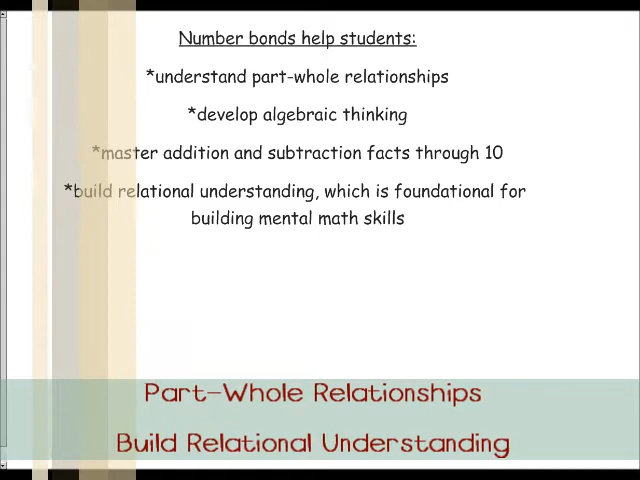 Number bonds help students:
*understand part-whole relationships
*develop algebraic thinking
*master addition and subtraction facts through 10
*build relational understanding, which is foundational for
building mental math skills
Part-Whole Relationships
Build Relational Understanding